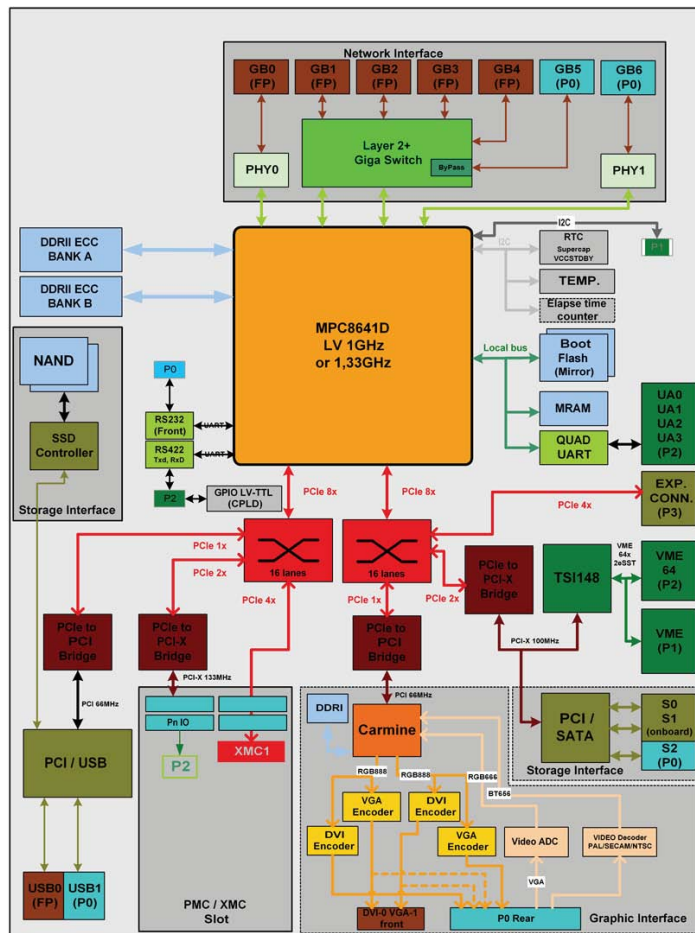 Network Interface
GB0
(FP)
GB1
(FP)
GB2
(FP)
GB3
(FP)
GB4
(FP)
GB5
(P0)
GB6
(P0)
Layer 2+
Giga Switch
ByPass
PHY0
PHY1
I2C
P1
I2C
RTC
Supercap
VCCSTDBY
TEMP.
Elapse time
counter
DDRII ECC
BANK A
DDRII ECC
BANK B
MPC8641D
LV 1GHz
or 1,33GHz
Local bus
Boot
Flash
(Mirror)
MRAM
QUAD
UART
UA0
UA1
UA2
UA3
(P2)
NAND
SSD
Controller
Storage Interface
P0
RS232
(Front)
UART
RS422
Txd, RxD
UART
P2
GPIO LV-TTL
(CPLD)
PCIe 8x
PCIe 8x
PCIe 4x
EXP.
CONN.
(P3)
16 lanes
16 lanes
PCIe 1x
PCIe 2x
PCIe 4x
PCIe 1x
PCIe 2x
PCIe to
PCI
Bridge
PCIe to
PCI-X
Bridge
PCIe to
PCI
Bridge
PCIe to
PCI-X
Bridge
TSI148
VME
64x
2eSST
VME
64
(P2)
VME
(P1)
PCI 66MHz
PCI-X 133MHz
PCI 66MHz
PCI-X 100MHz
PCI / USB
USB0
(FP)
USB1
(P0)
Pn IO
P2
XMC1
PMC / XMC
Slot
DDRI
Carmine
PCI /
SATA
S0
S1
(onboard)
S2
(P0)
Storage Interface
RGB888
RGB888
RGB666
BT656
VGA
Encoder
DVI
Encoder
DVI
Encoder
VGA
Encoder
Video ADC
VIDEO Decoder
PAL/SECAM/NTSC
VGA
DVI-0 VGA-1
front
P0 Rear
Graphic Interface